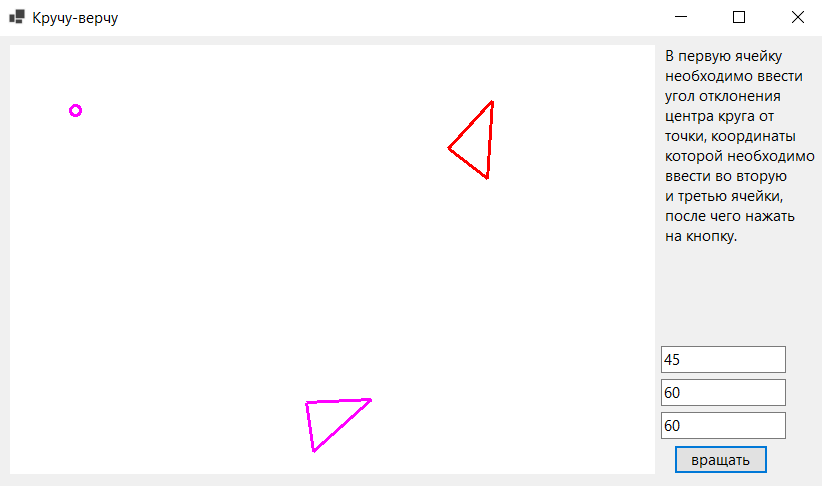 Кручу-верчу
В первую ячейку
необходимо ввести
угол отклонения
центра круга от
точки, координаты
которой необходимо
ввести во вторую
и третью ячейки,
после чего нажать
на кнопку.
45
60
60
вращать